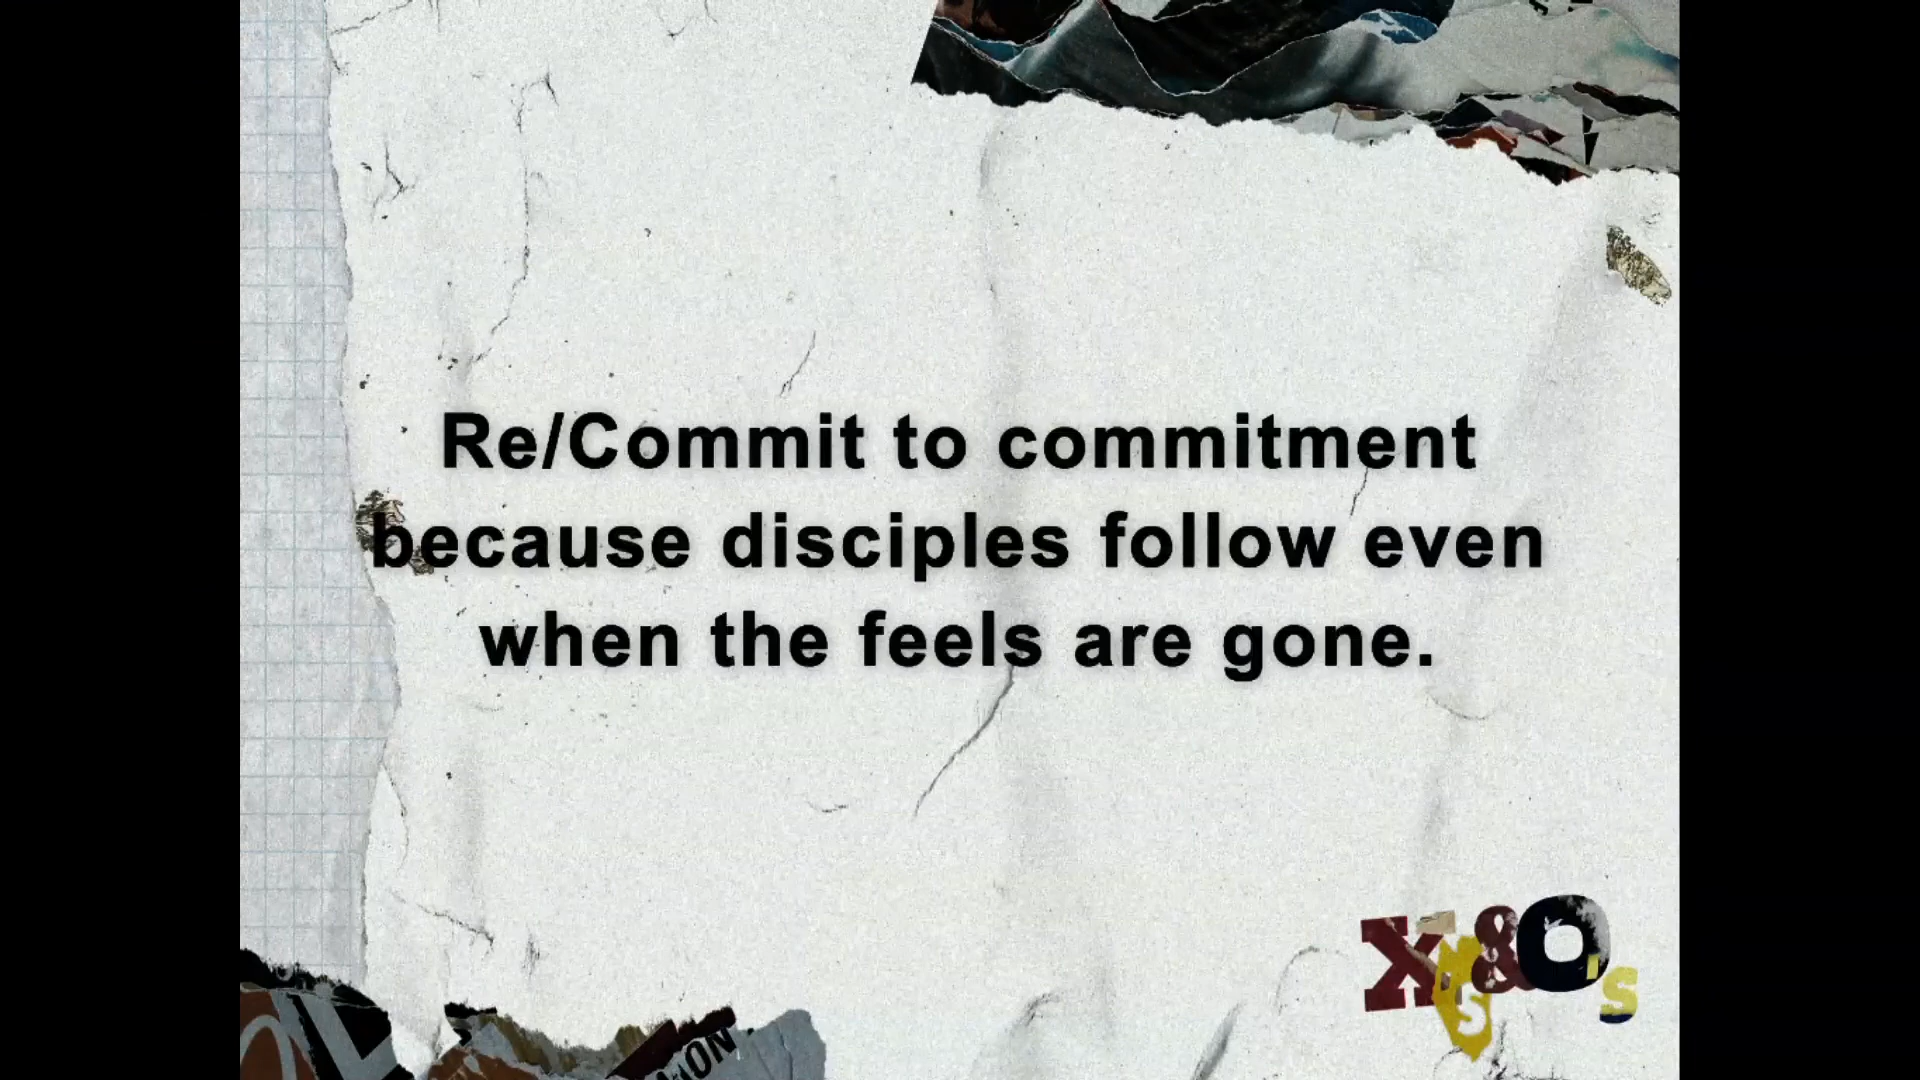 Re/Commit to commitment
because disciples follow even
when the feels are gone.
X's & O's